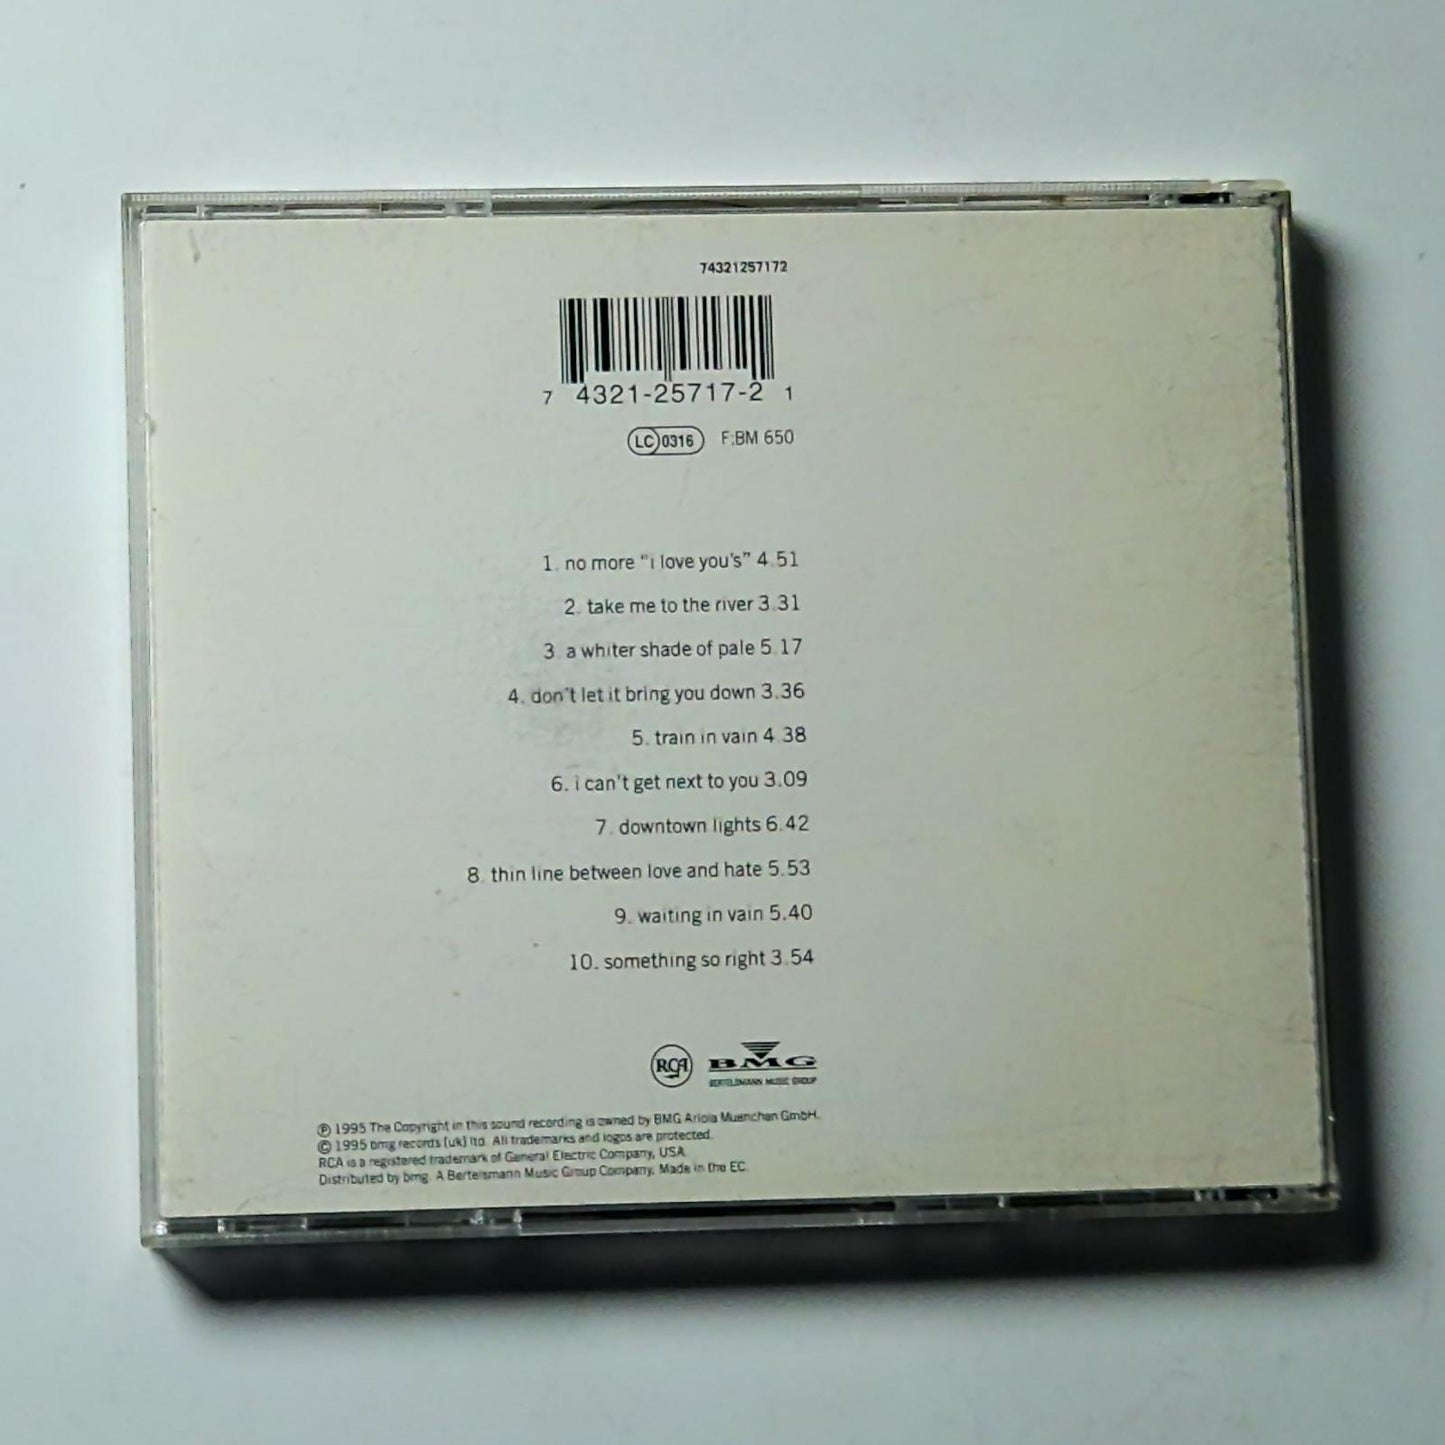 74321257172
7 4321-25717-2 1
LC 0316 F:BM 650
1. no more "i love you's" 4.51
2. take me to the river 3.31
3. a whiter shade of pale 5.17
4. don't let it bring you down 3.36
5. train in vain 4.38
6. i can't get next to you 3.09
7. downtown lights 6.42
8. thin line between love and hate 5.53
9. waiting in vain 5.40
10. something so right 3.54
RCA BMG
BERTELSMANN MUSIC GROUP
℗ 1995 The Copyright in this sound recording is owned by BMG Ariola Muenchen GmbH.
© 1995 bmg records (uk) ltd. All trademarks and logos are protected.
RCA is a registered trademark of General Electric Company, USA.
Distributed by bmg. A Bertelsmann Music Group Company. Made in the EC.